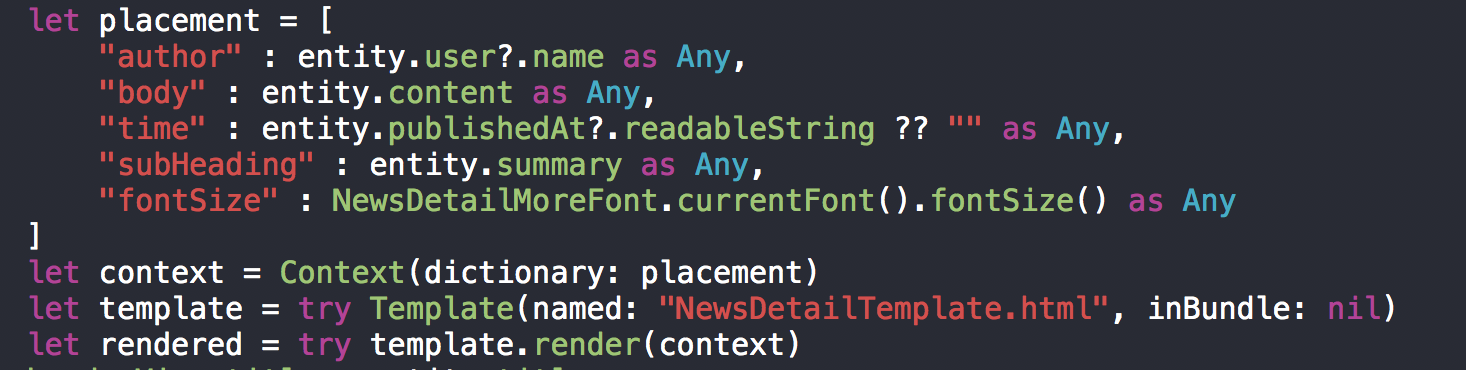 let placement = [
    "author" : entity.user?.name as Any,
    "body" : entity.content as Any,
    "time" : entity.publishedAt?.readableString ?? "" as Any,
    "subHeading" : entity.summary as Any,
    "fontSize" : NewsDetailMoreFont.currentFont().fontSize() as Any
]
let context = Context(dictionary: placement)
let template = try Template(named: "NewsDetailTemplate.html", inBundle: nil)
let rendered = try template.render(context)